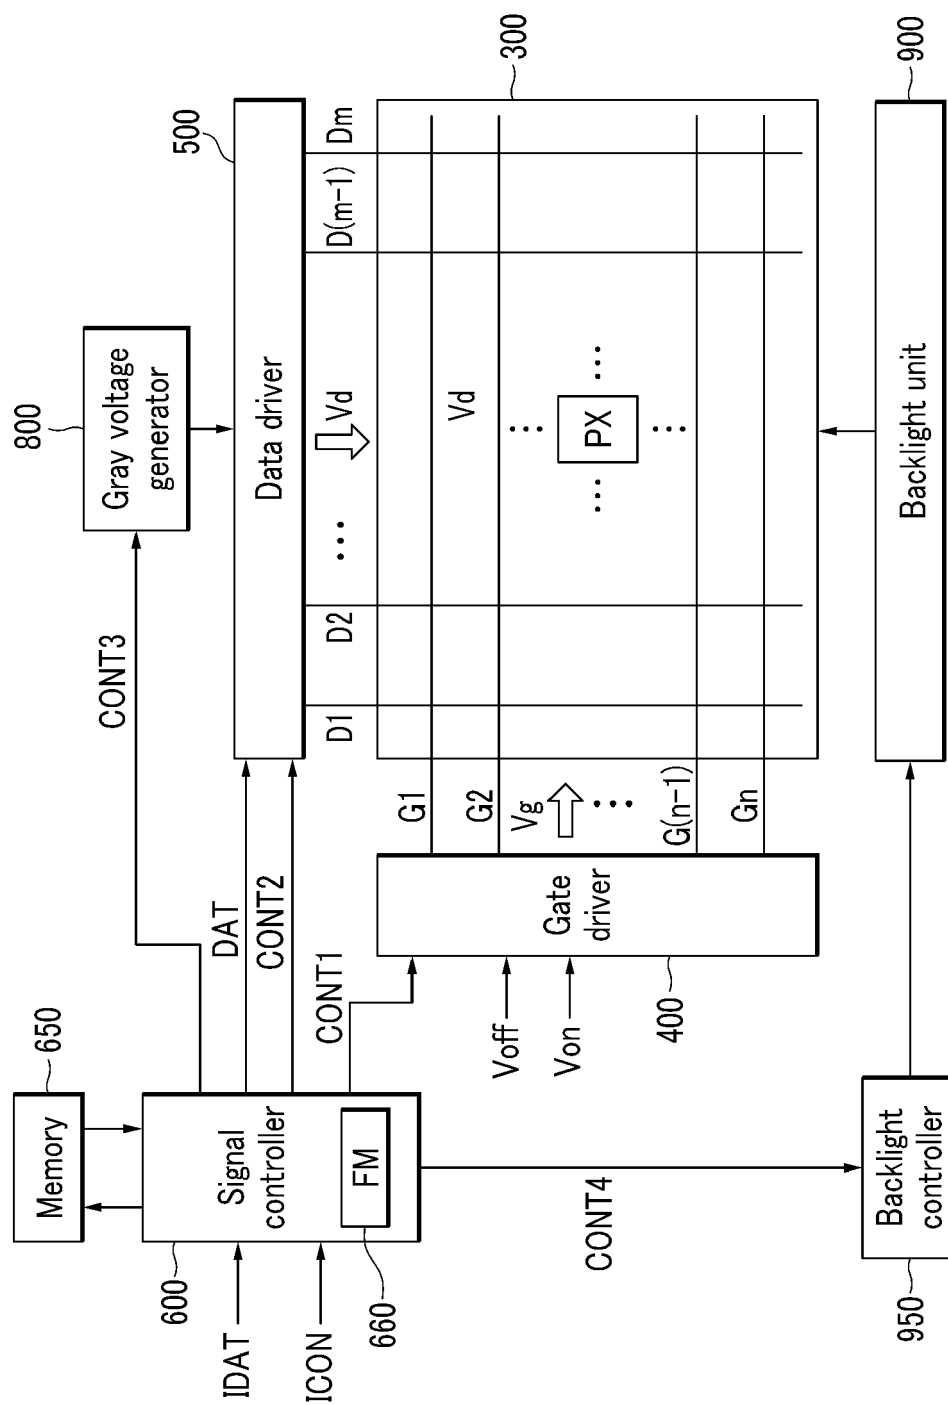 650
Memory
600
Signal
controller
FM
660
IDAT
ICON
CONT3
DAT
CONT2
CONT1
CONT4
800
Gray voltage
generator
500
Data driver
D1
D2
...
Vd
D(m-1)
Dm
300
G1
G2
Vg
...
G(n-1)
Gn
Vd
...
... PX ...
...
Gate
driver
400
Voff
Von
Backlight
controller
950
Backlight unit
900